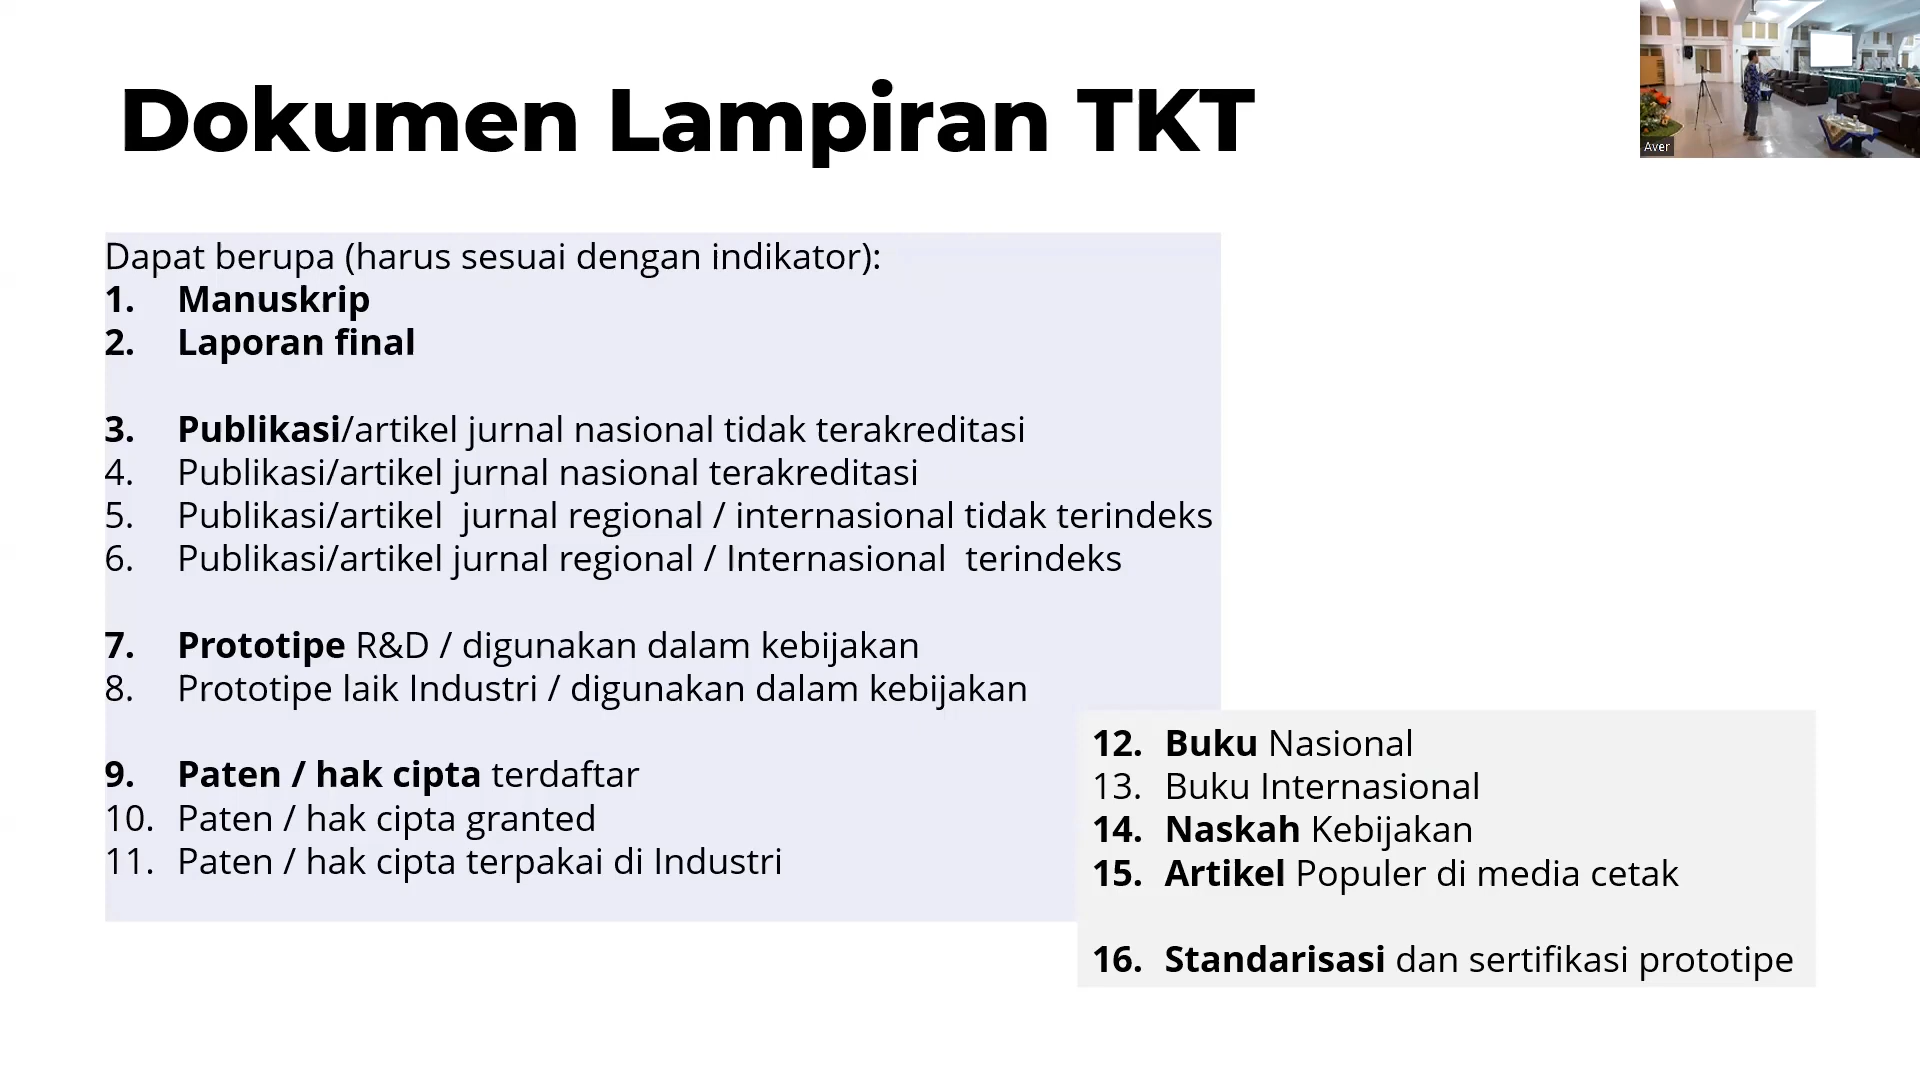 Dokumen Lampiran TKT
Aver
Dapat berupa (harus sesuai dengan indikator):
1. Manuskrip
2. Laporan final
3. Publikasi/artikel jurnal nasional tidak terakreditasi
4. Publikasi/artikel jurnal nasional terakreditasi
5. Publikasi/artikel jurnal regional / internasional tidak terindeks
6. Publikasi/artikel jurnal regional / Internasional terindeks
7. Prototipe R&D / digunakan dalam kebijakan
8. Prototipe laik Industri / digunakan dalam kebijakan
9. Paten / hak cipta terdaftar
10. Paten / hak cipta granted
11. Paten / hak cipta terpakai di Industri
12. Buku Nasional
13. Buku Internasional
14. Naskah Kebijakan
15. Artikel Populer di media cetak
16. Standarisasi dan sertifikasi prototipe